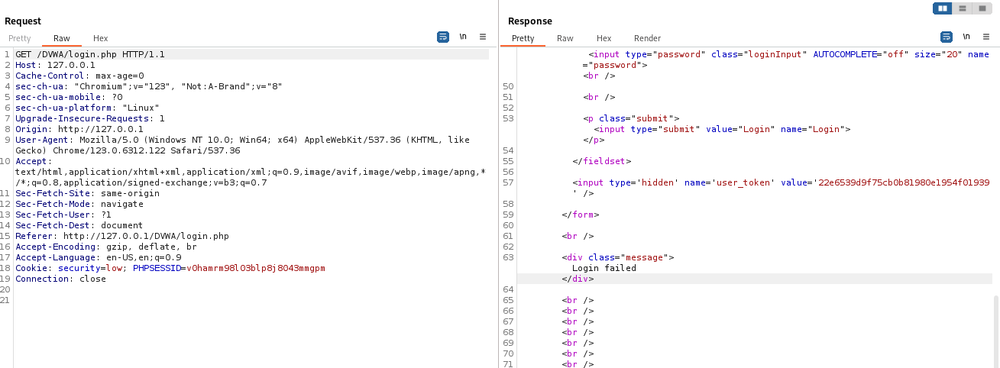 Request
Pretty Raw Hex
\n
1 GET /DVWA/login.php HTTP/1.1
2 Host: 127.0.0.1
3 Cache-Control: max-age=0
4 sec-ch-ua: "Chromium";v="123", "Not:A-Brand";v="8"
5 sec-ch-ua-mobile: ?0
6 sec-ch-ua-platform: "Linux"
7 Upgrade-Insecure-Requests: 1
8 Origin: http://127.0.0.1
9 User-Agent: Mozilla/5.0 (Windows NT 10.0; Win64; x64) AppleWebKit/537.36 (KHTML, like
Gecko) Chrome/123.0.6312.122 Safari/537.36
10 Accept:
text/html,application/xhtml+xml,application/xml;q=0.9,image/avif,image/webp,image/apng,*
/*;q=0.8,application/signed-exchange;v=b3;q=0.7
11 Sec-Fetch-Site: same-origin
12 Sec-Fetch-Mode: navigate
13 Sec-Fetch-User: ?1
14 Sec-Fetch-Dest: document
15 Referer: http://127.0.0.1/DVWA/login.php
16 Accept-Encoding: gzip, deflate, br
17 Accept-Language: en-US,en;q=0.9
18 Cookie: security=low; PHPSESSID=v0hamrm98l03blp8j8043mmgpm
19 Connection: close
20
21
Response
Pretty Raw Hex Render
\n
<input type="password" class="loginInput" AUTOCOMPLETE="off" size="20" name
="password">
<br />
50
51 <br />
52
53 <p class="submit">
<input type="submit" value="Login" name="Login">
</p>
54
55 </fieldset>
56
57 <input type='hidden' name='user_token' value='22e6539d9f75cb0b81980e1954f01939
' />
58
59 </form>
60
61 <br />
62
63 <div class="message">
Login failed
</div>
64
65 <br />
66 <br />
67 <br />
68 <br />
69 <br />
70 <br />
71 <br />